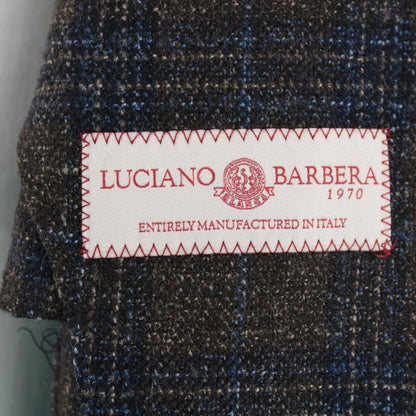 LUCIANO BARBERA
1970
ENTIRELY MANUFACTURED IN ITALY